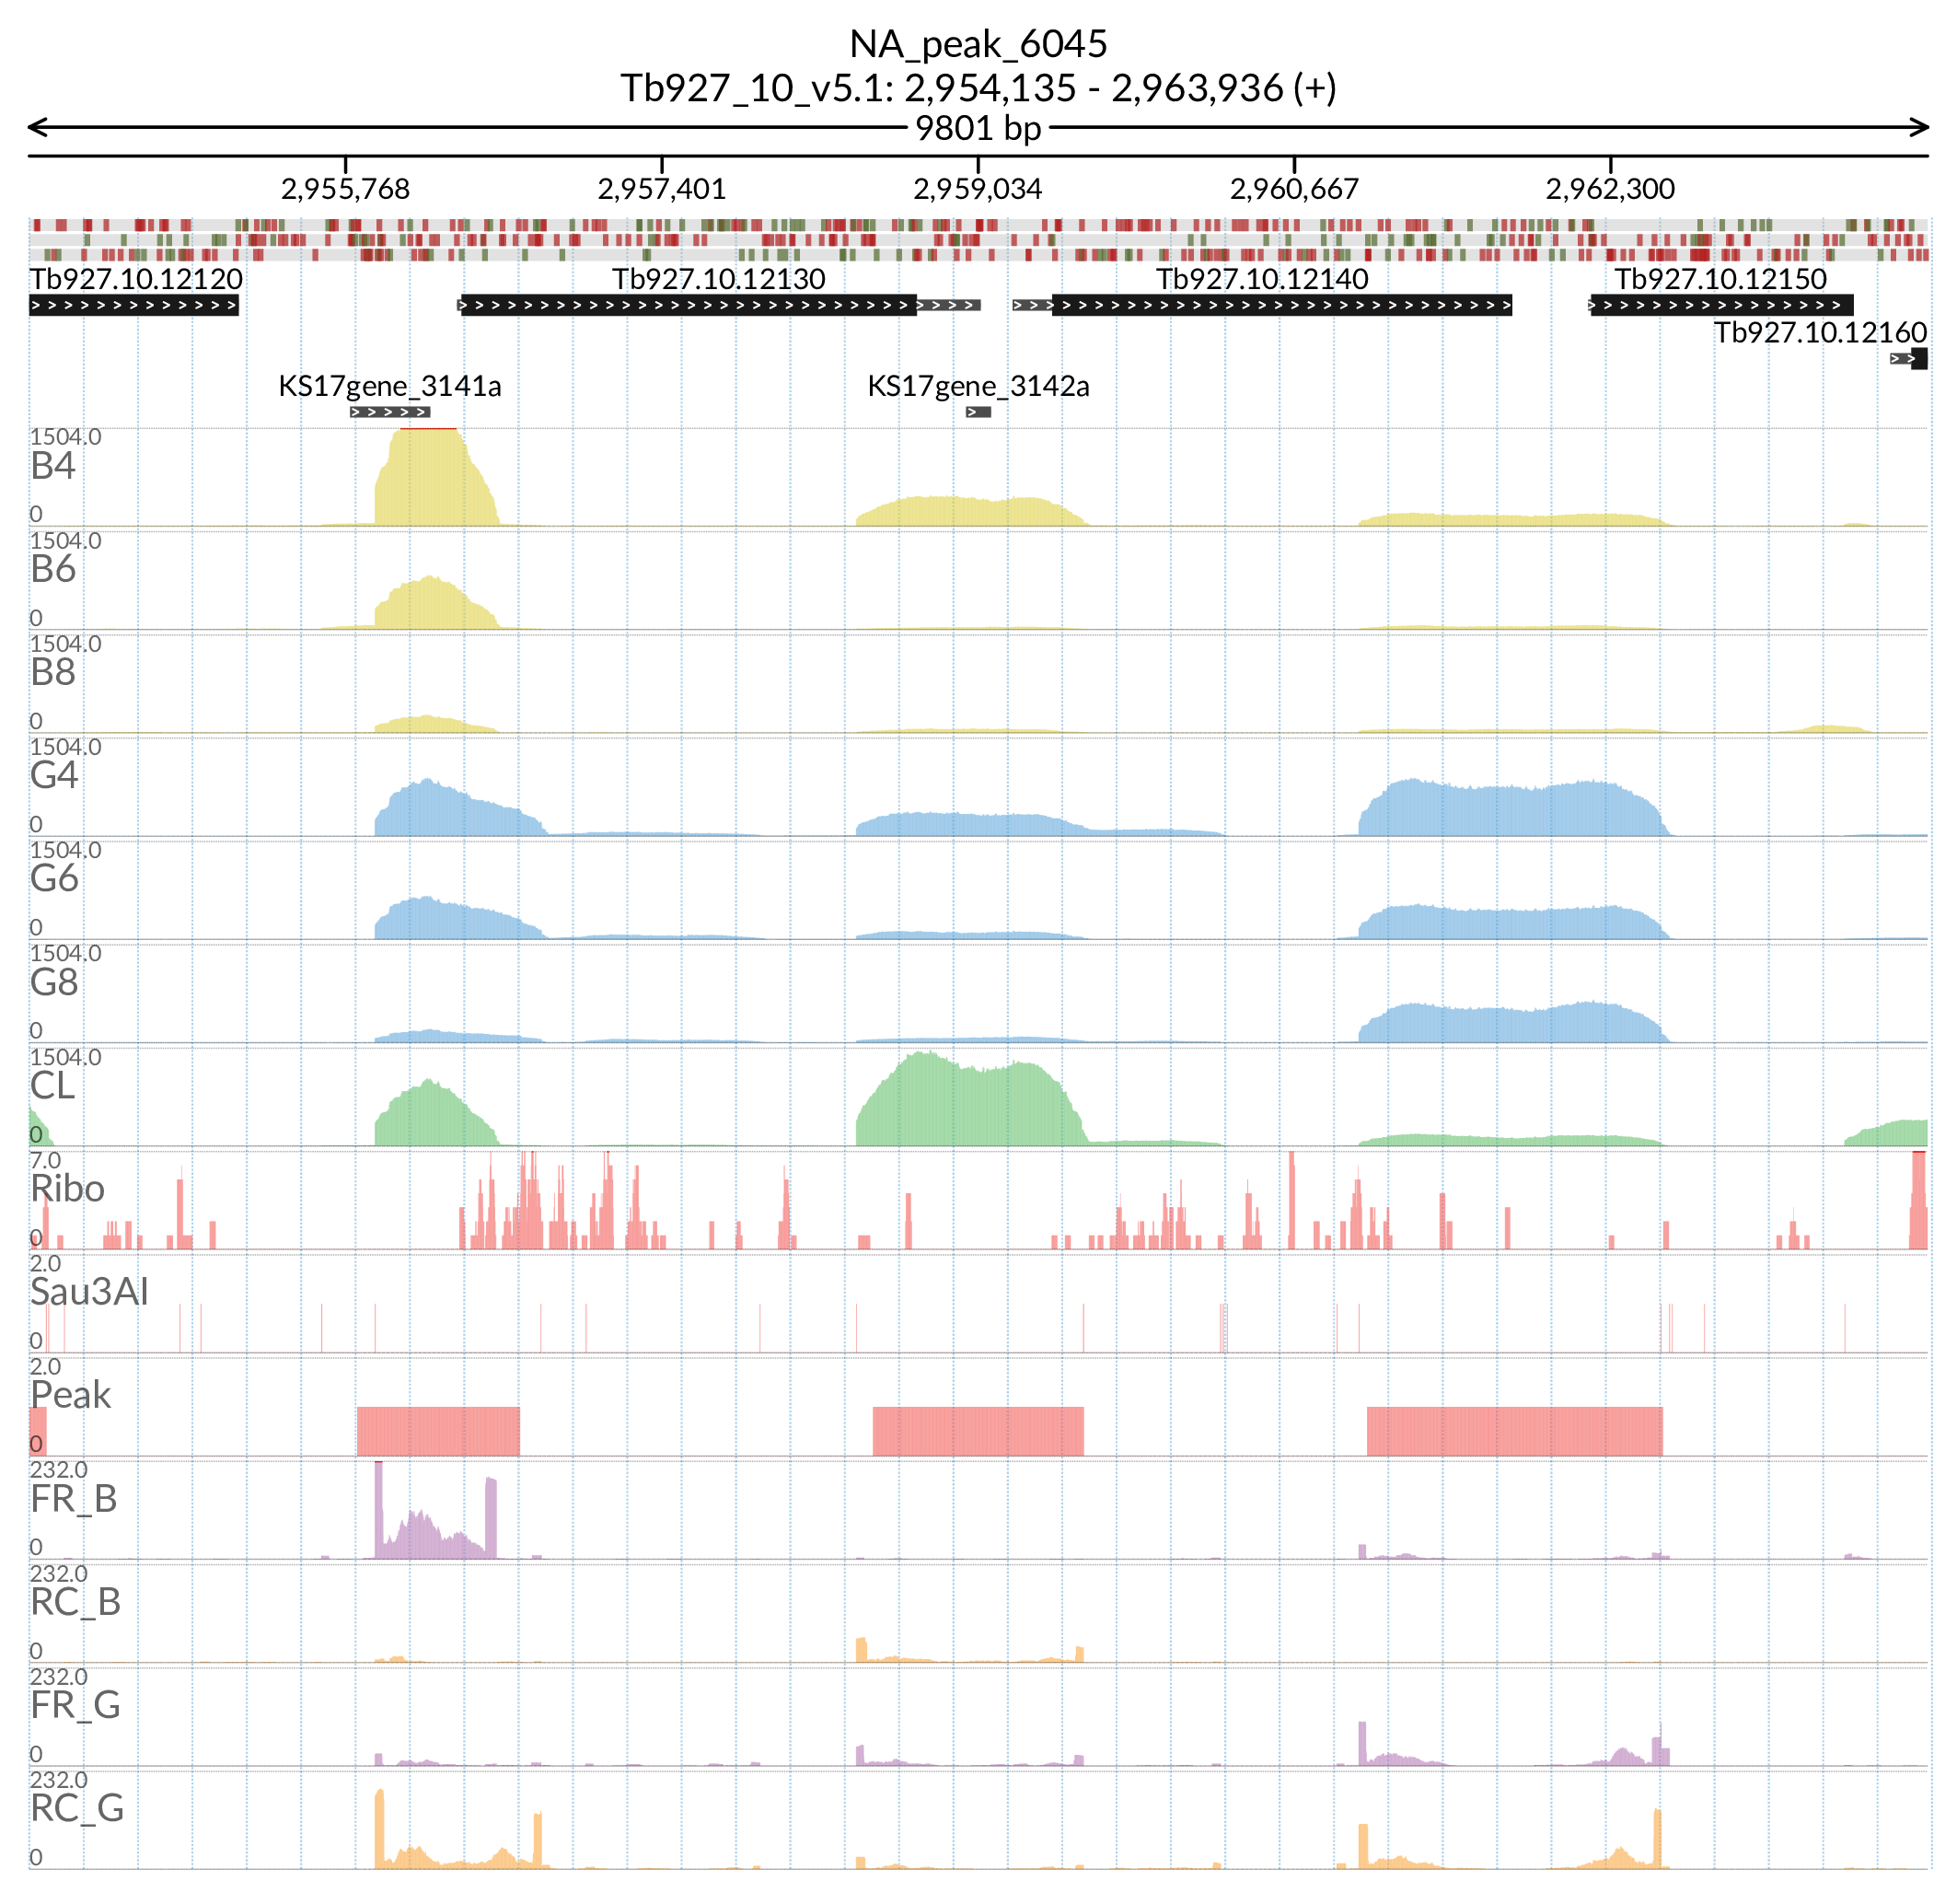 NA_peak_6045
Tb927_10_v5.1: 2,954,135 - 2,963,936 (+)
9801 bp
2,955,768 2,957,401 2,959,034 2,960,667 2,962,300
Tb927.10.12120 Tb927.10.12130 Tb927.10.12140 Tb927.10.12150
Tb927.10.12160
KS17gene_3141a KS17gene_3142a
1504.0
B4
0
1504.0
B6
0
1504.0
B8
0
1504.0
G4
0
1504.0
G6
0
1504.0
G8
0
1504.0
CL
0
7.0
Ribo
0
2.0
Sau3AI
0
2.0
Peak
0
232.0
FR_B
0
232.0
RC_B
0
232.0
FR_G
0
232.0
RC_G
0